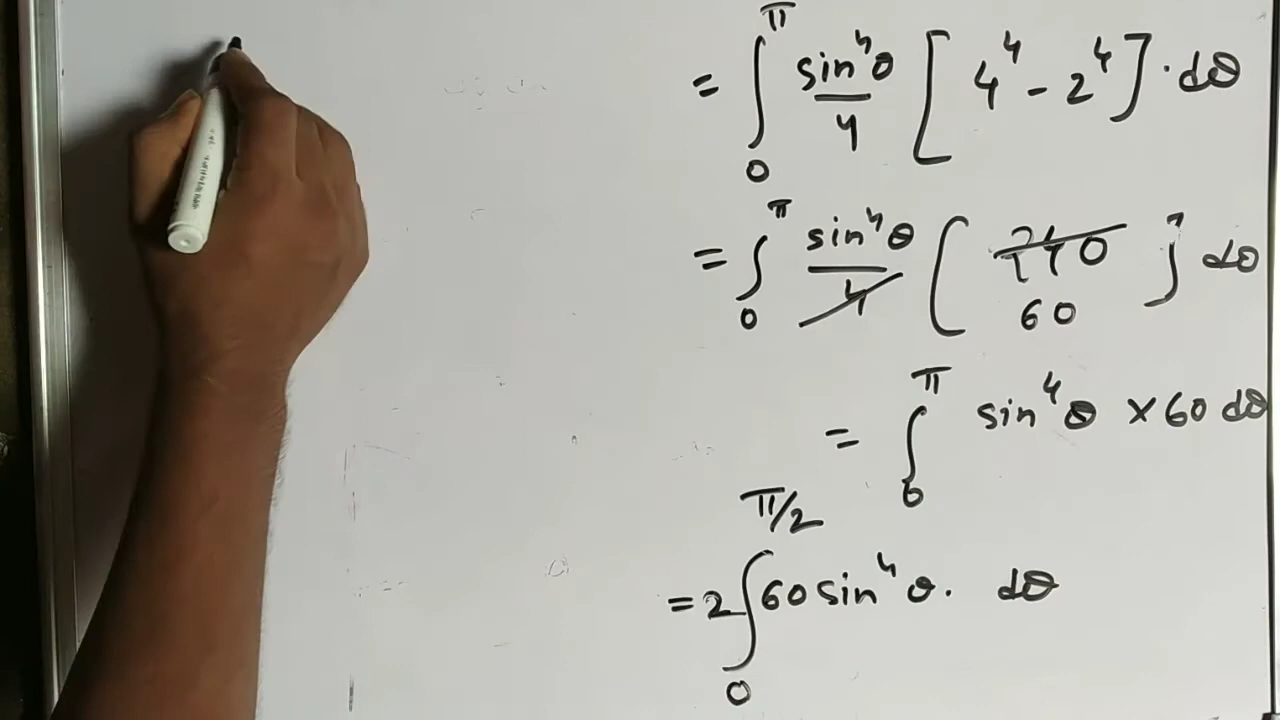 = ∫₀^π sin⁴θ/4 [ 4⁴ - 2⁴ ] . dθ
= ∫₀^π sin⁴θ/4 [ 240 ] dθ
60
= ∫₀^π sin⁴θ × 60 dθ
= 2 ∫₀^π/2 60 sin⁴θ. dθ